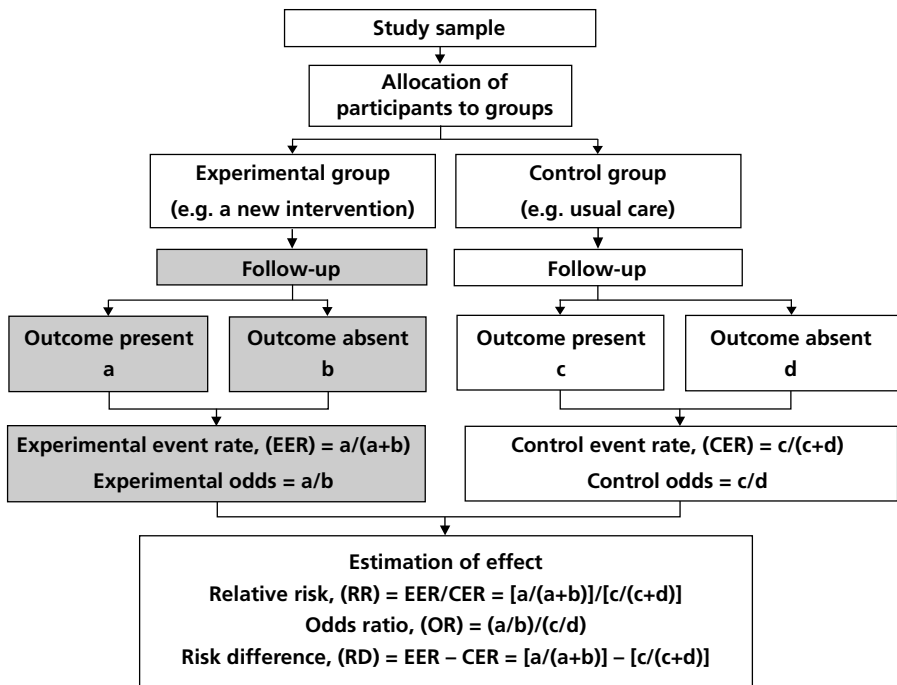 Study sample
Allocation of
participants to groups
Experimental group
(e.g. a new intervention)
Control group
(e.g. usual care)
Follow-up
Follow-up
Outcome present
a
Outcome absent
b
Outcome present
c
Outcome absent
d
Experimental event rate, (EER) = a/(a+b)
Experimental odds = a/b
Control event rate, (CER) = c/(c+d)
Control odds = c/d
Estimation of effect
Relative risk, (RR) = EER/CER = [a/(a+b)]/[c/(c+d)]
Odds ratio, (OR) = (a/b)/(c/d)
Risk difference, (RD) = EER – CER = [a/(a+b)] – [c/(c+d)]